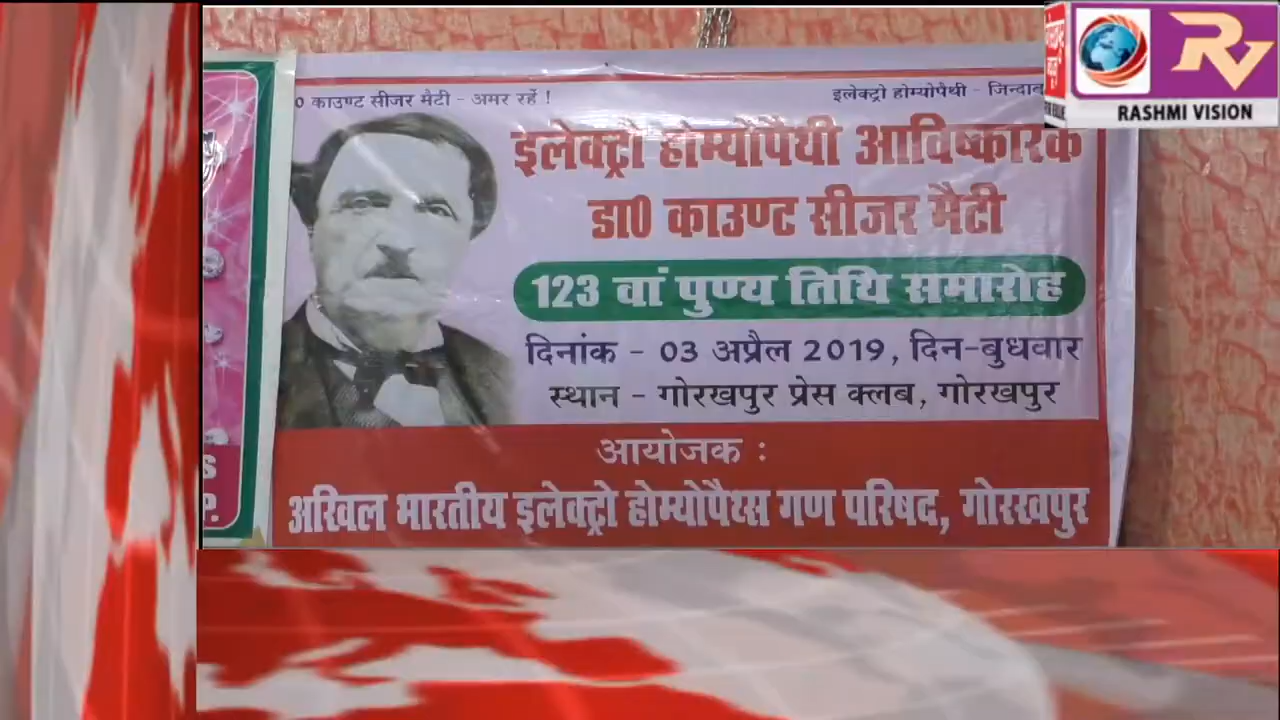 0 काउण्ट सीजर मैटी - अमर रहें !
इलेक्ट्रो होम्योपैथी - जिन्दाब
इलेक्ट्रो होम्योपैथी आविष्कारक
डा0 काउण्ट सीजर मैटी
123 वां पुण्य तिथि समारोह
दिनांक - 03 अप्रैल 2019, दिन-बुधवार
स्थान - गोरखपुर प्रेस क्लब, गोरखपुर
आयोजक :
अखिल भारतीय इलेक्ट्रो होम्योपैथ्स गण परिषद, गोरखपुर
S
P.
RV
RASHMI VISION